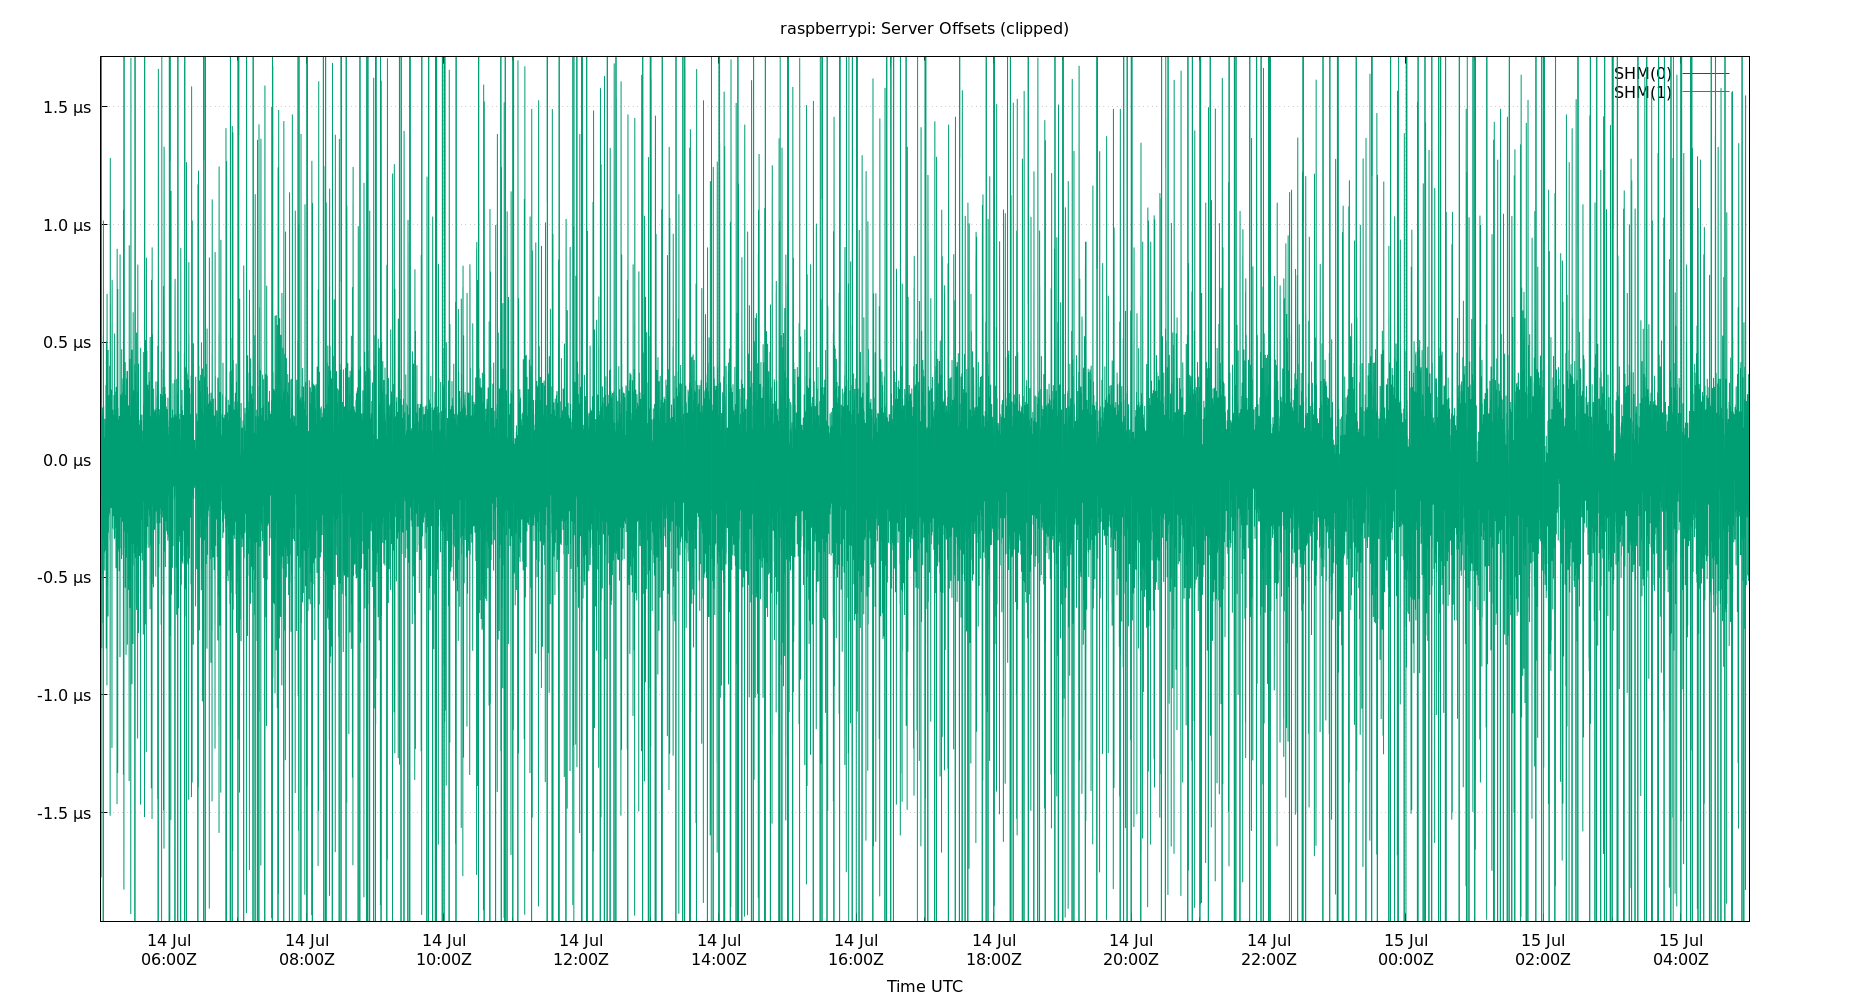 raspberrypi: Server Offsets (clipped)
SHM(0)
SHM(1)
1.5 µs
1.0 µs
0.5 µs
0.0 µs
-0.5 µs
-1.0 µs
-1.5 µs
14 Jul 14 Jul 14 Jul 14 Jul 14 Jul 14 Jul 14 Jul 14 Jul 14 Jul 15 Jul 15 Jul 15 Jul
06:00Z 08:00Z 10:00Z 12:00Z 14:00Z 16:00Z 18:00Z 20:00Z 22:00Z 00:00Z 02:00Z 04:00Z
Time UTC